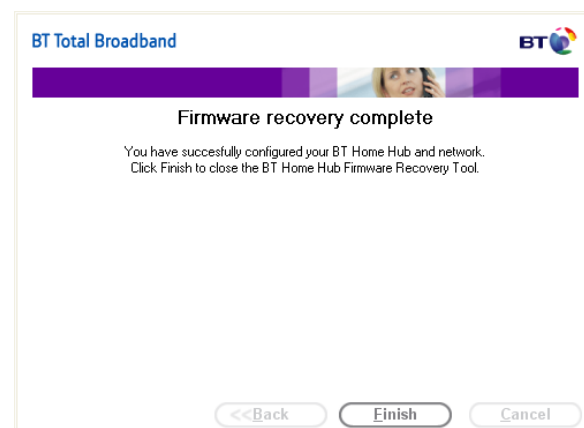 BT Total Broadband
BT
Firmware recovery complete
You have succesfully configured your BT Home Hub and network.
Click Finish to close the BT Home Hub Firmware Recovery Tool.
<<Back
Finish
Cancel